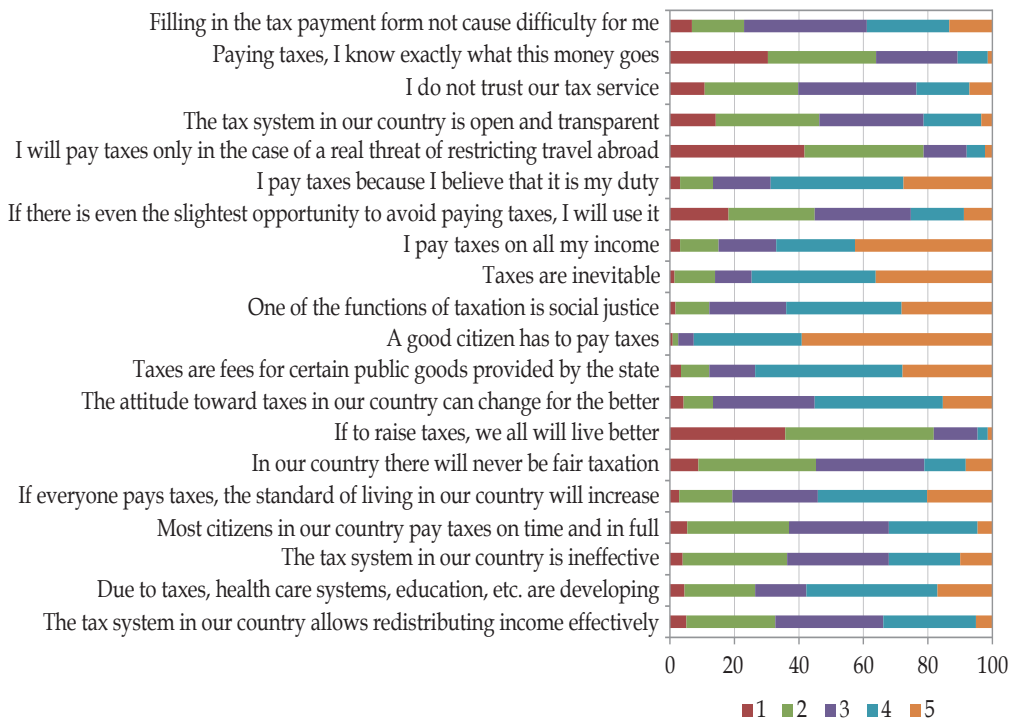 Filling in the tax payment form not cause difficulty for me
Paying taxes, I know exactly what this money goes
I do not trust our tax service
The tax system in our country is open and transparent
I will pay taxes only in the case of a real threat of restricting travel abroad
I pay taxes because I believe that it is my duty
If there is even the slightest opportunity to avoid paying taxes, I will use it
I pay taxes on all my income
Taxes are inevitable
One of the functions of taxation is social justice
A good citizen has to pay taxes
Taxes are fees for certain public goods provided by the state
The attitude toward taxes in our country can change for the better
If to raise taxes, we all will live better
In our country there will never be fair taxation
If everyone pays taxes, the standard of living in our country will increase
Most citizens in our country pay taxes on time and in full
The tax system in our country is ineffective
Due to taxes, health care systems, education, etc. are developing
The tax system in our country allows redistributing income effectively
0 20 40 60 80 100
1 2 3 4 5